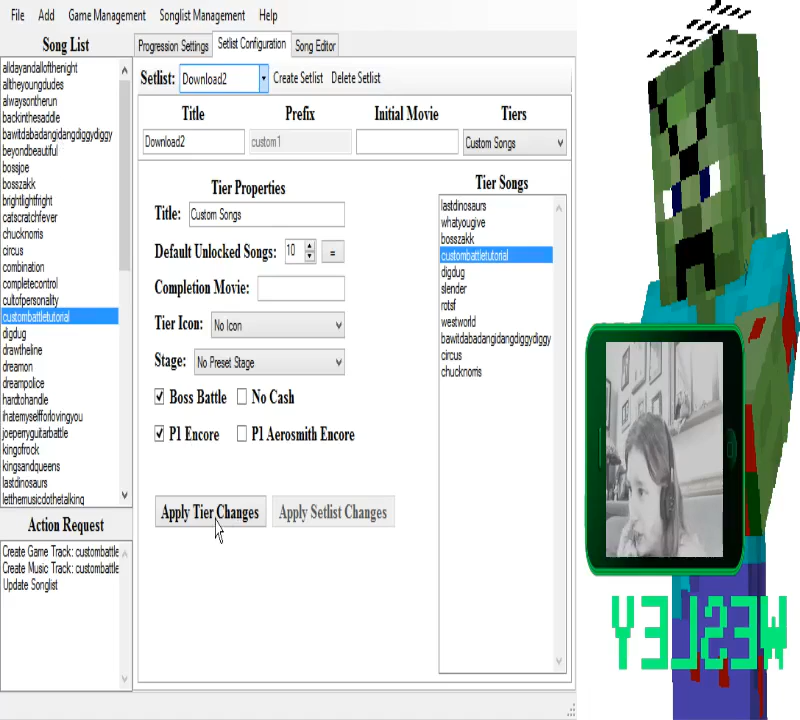 File Add Game Management Songlist Management Help
Song List
Progression Settings Setlist Configuration Song Editor
alldayandallofthenight
alltheyoungdudes
alwaysontherun
backinthesaddle
bawitdabadangidangdiggydiggy
beyondbeautiful
bossjoe
bosszakk
brightlightfright
catscratchfever
chucknorris
circus
combination
completecontrol
cultofpersonality
custombattletutorial
digdug
drawtheline
dreamon
dreampolice
hardtohandle
ihatemyselfforlovingyou
joeperryguitarbattle
kingofrock
kingsandqueens
lastdinosaurs
letthemusicdothetalking
Action Request
Create Game Track: custombattle
Create Music Track: custombattle
Update Songlist
Setlist: Download2 Create Setlist Delete Setlist
Title Prefix Initial Movie Tiers
Download2 custom1 Custom Songs
Tier Properties
Title: Custom Songs
Default Unlocked Songs: 10 =
Completion Movie:
Tier Icon: No Icon
Stage: No Preset Stage
Boss Battle No Cash
P1 Encore P1 Aerosmith Encore
Apply Tier Changes Apply Setlist Changes
Tier Songs
lastdinosaurs
whatyougive
bosszakk
custombattletutorial
digdug
slender
rotsf
westworld
bawitdabadangidangdiggydiggy
circus
chucknorris
WESLEY